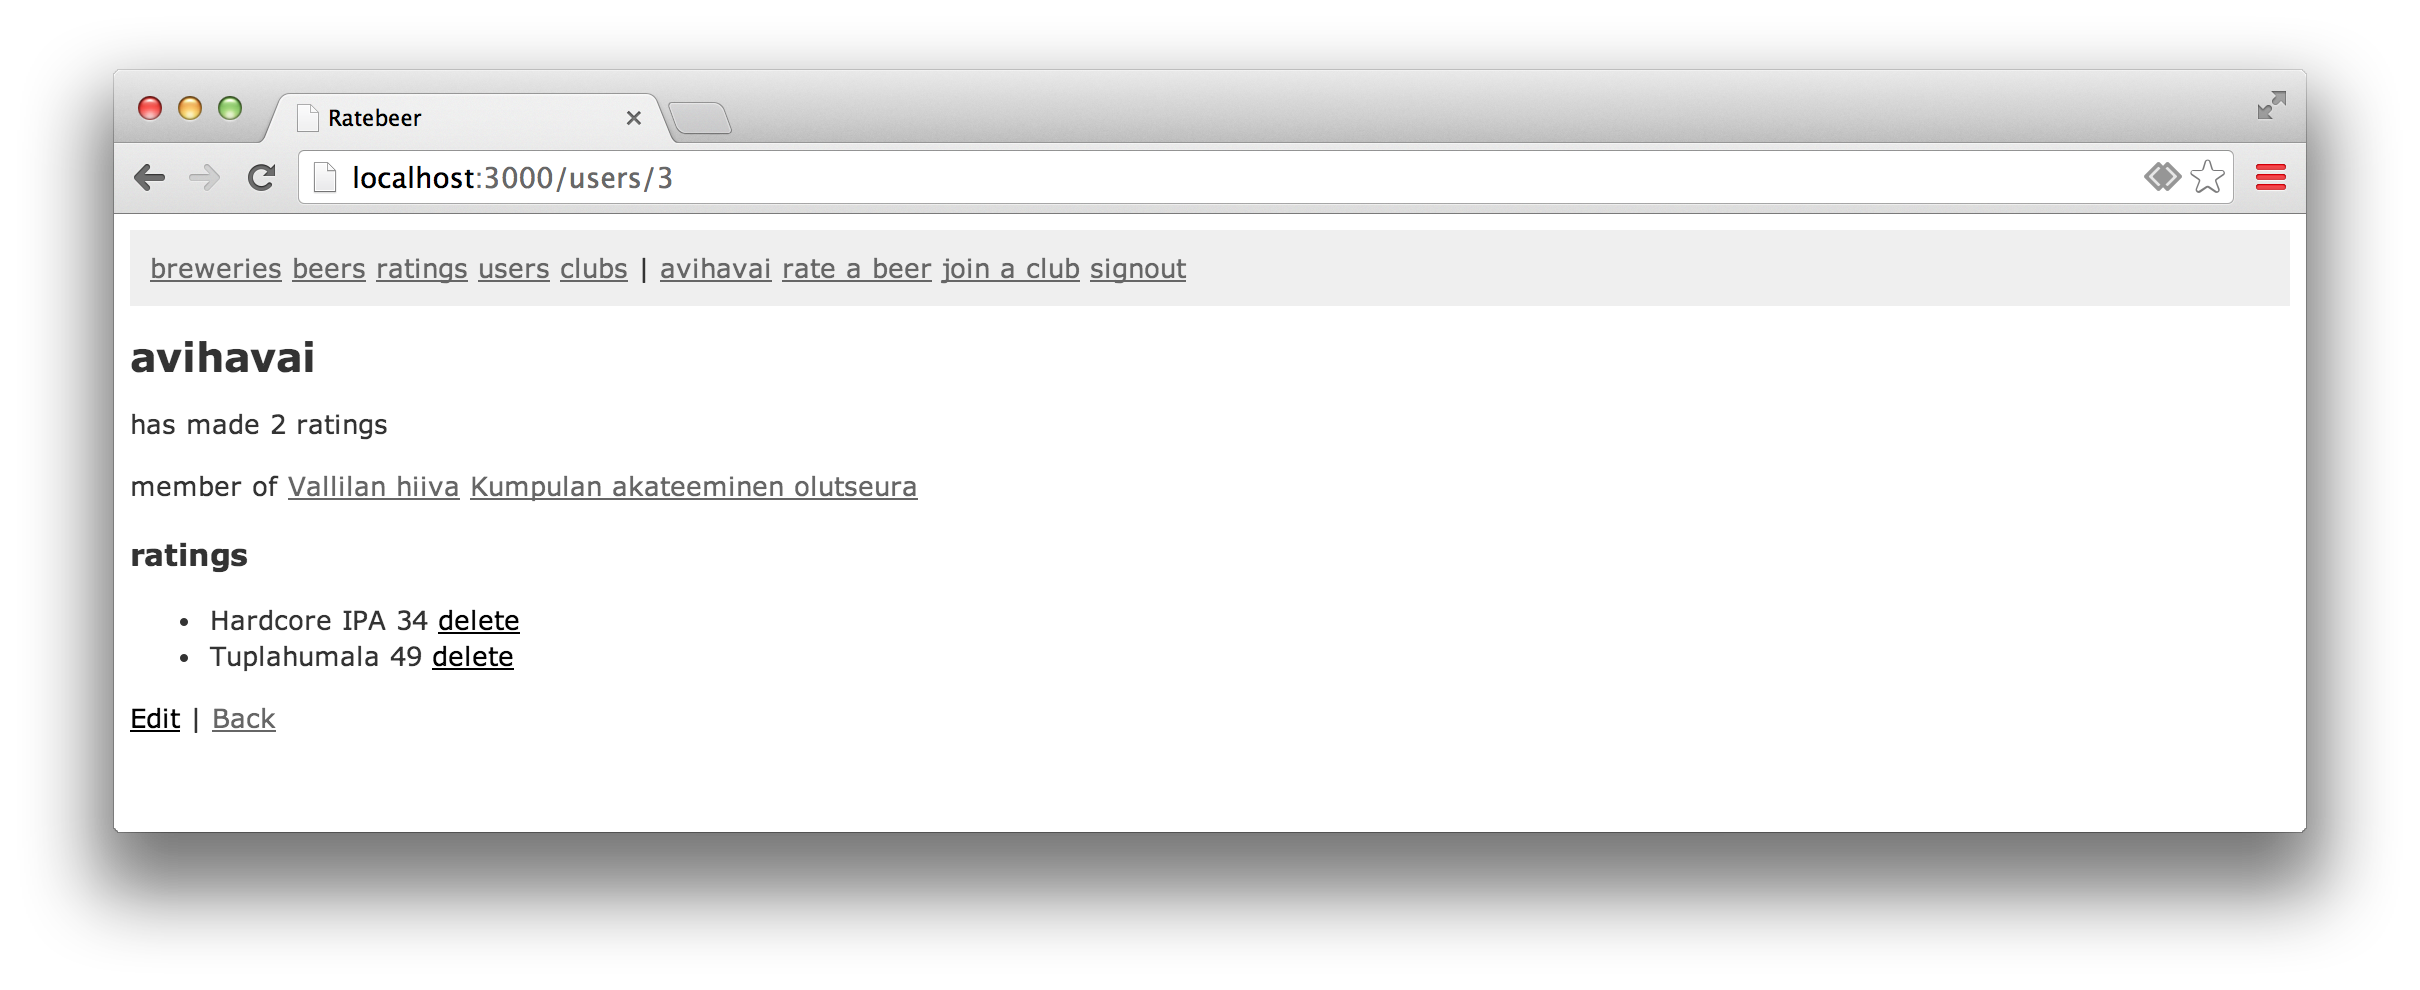 Ratebeer
localhost:3000/users/3
breweries beers ratings users clubs | avihavai rate a beer join a club signout
avihavai
has made 2 ratings
member of Vallilan hiiva Kumpulan akateeminen olutseura
ratings
• Hardcore IPA 34 delete
• Tuplahumala 49 delete
Edit | Back